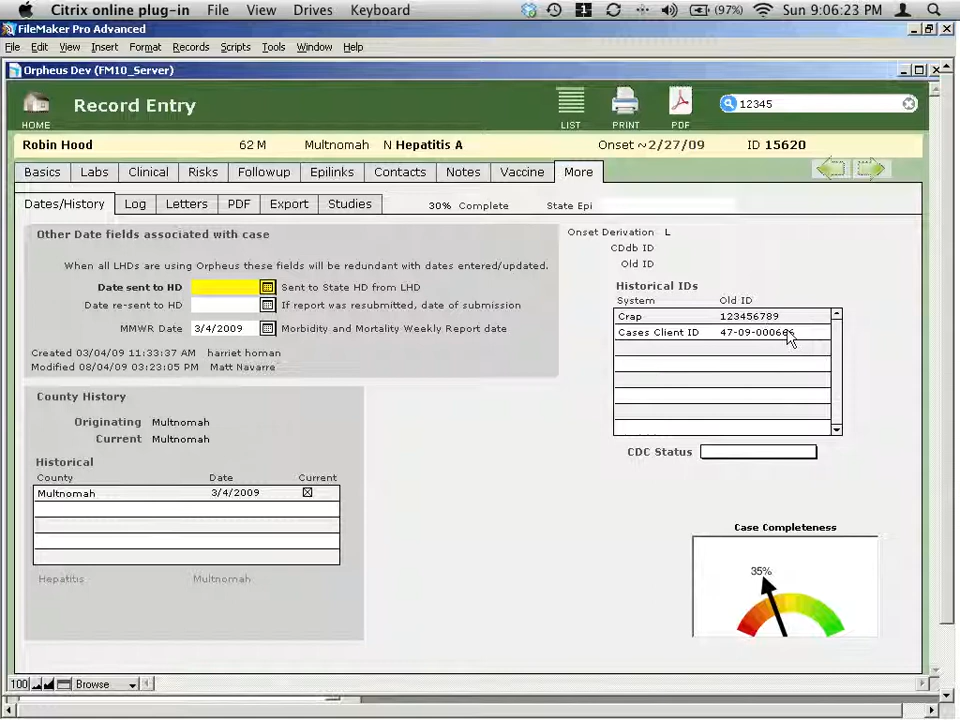 Citrix online plug-in File View Drives Keyboard (97%) Sun 9:06:23 PM
FileMaker Pro Advanced
File Edit View Insert Format Records Scripts Tools Window Help
Orpheus Dev (FM10_Server)
Record Entry
12345
HOME LIST PRINT PDF
Robin Hood 62 M Multnomah N Hepatitis A Onset ~2/27/09 ID 15620
Basics Labs Clinical Risks Followup Epilinks Contacts Notes Vaccine More
Dates/History Log Letters PDF Export Studies 30% Complete State Epi
Other Date fields associated with case
When all LHDs are using Orpheus these fields will be redundant with dates entered/updated.
Date sent to HD Sent to State HD from LHD
Date re-sent to HD If report was resubmitted, date of submission
MMWR Date 3/4/2009 Morbidity and Mortality Weekly Report date
Created 03/04/09 11:33:37 AM harriet homan
Modified 08/04/09 03:23:05 PM Matt Navarre
Onset Derivation L
CDdb ID
Old ID
Historical IDs
System Old ID
Crap 123456789
Cases Client ID 47-09-000666
CDC Status
County History
Originating Multnomah
Current Multnomah
Historical
County Date Current
Multnomah 3/4/2009
Hepatitis Multnomah
Case Completeness
35%
100 Browse